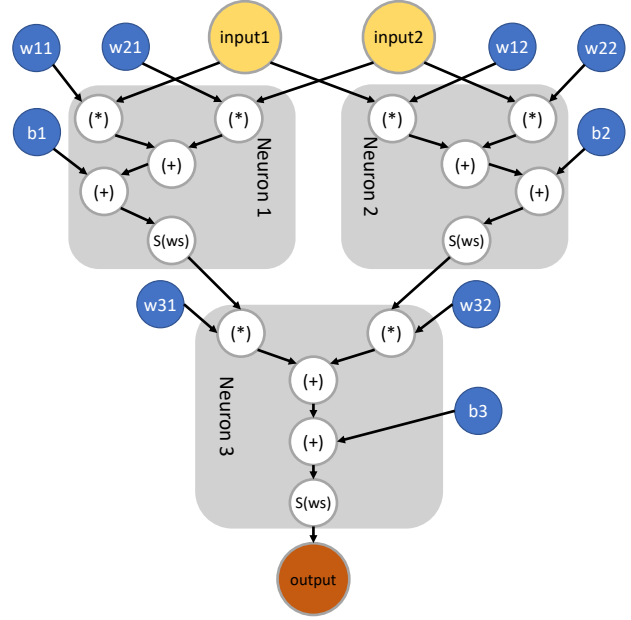 input1
input2
w11
w21
w12
w22
(*)
(*)
(*)
(*)
b1
b2
(+)
(+)
(+)
(+)
Neuron 1
Neuron 2
S(ws)
S(ws)
w31
w32
(*)
(*)
(+)
Neuron 3
b3
(+)
S(ws)
output